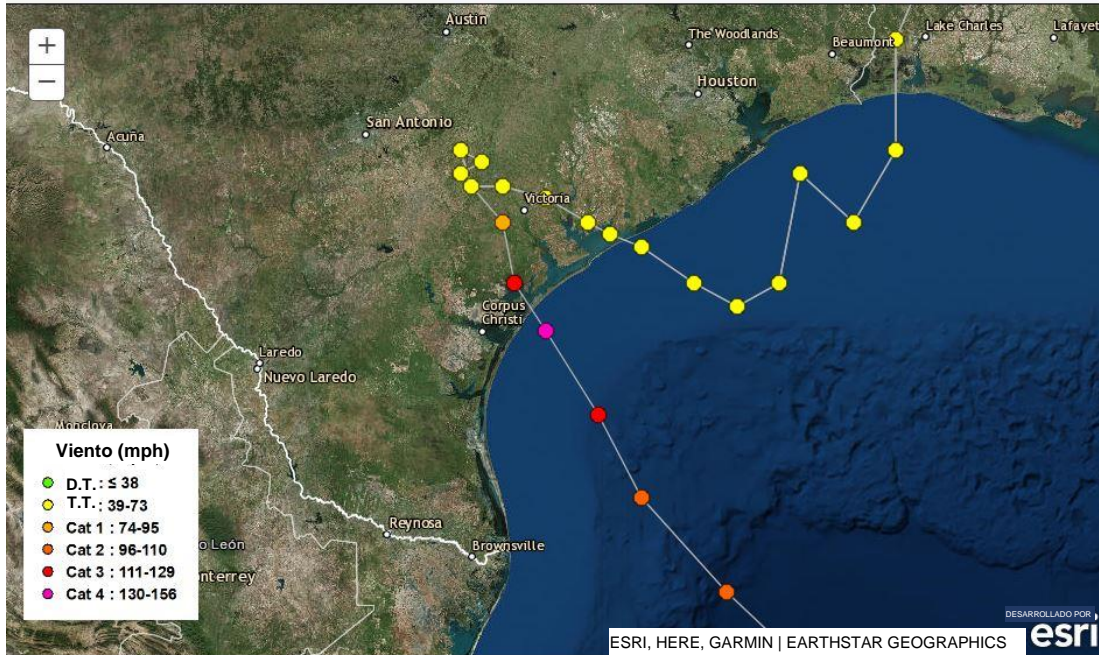 +
−
Austin
The Woodlands
Lake Charles
Lafayet
Beaumont
Houston
San Antonio
Acuña
Victoria
Corpus
Christi
Laredo
Nuevo Laredo
Monclova
Viento (mph)
D.T. : ≤ 38
T.T. : 39-73
Cat 1 : 74-95
Cat 2 : 96-110
Cat 3 : 111-129
Cat 4 : 130-156
Reynosa
Brownsville
o León
onterrey
DESARROLLADO POR
esri
ESRI, HERE, GARMIN | EARTHSTAR GEOGRAPHICS